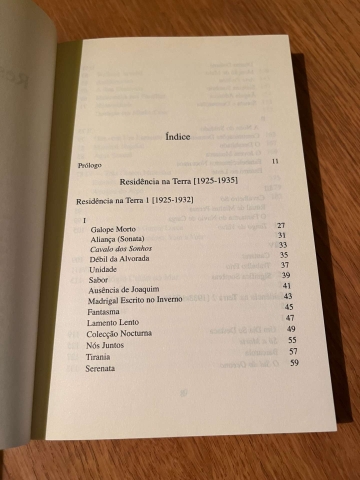 Índice
Prólogo 11
Residência na Terra [1925-1935]
Residência na Terra 1 [1925-1932]
I
Galope Morto 27
Aliança (Sonata) 31
Cavalo dos Sonhos 33
Débil da Alvorada 35
Unidade 37
Sabor 39
Ausência de Joaquim 41
Madrigal Escrito no Inverno 43
Fantasma 45
Lamento Lento 47
Colecção Nocturna 49
Nós Juntos 55
Tirania 57
Serenata 59